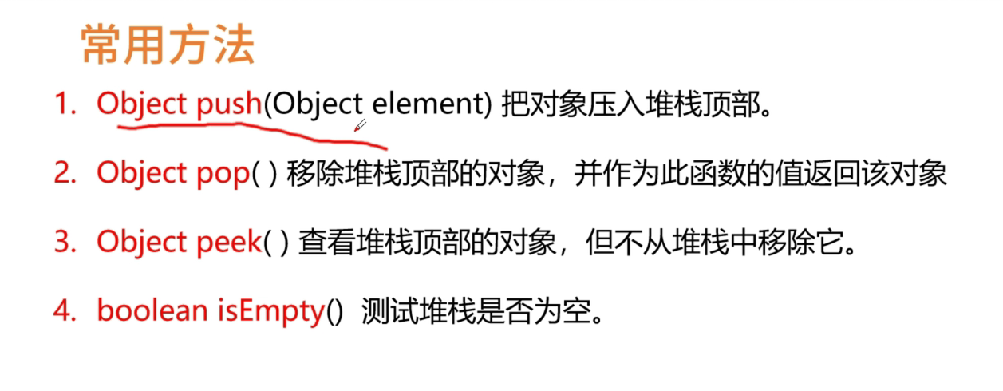 常用方法
1. Object push(Object element) 把对象压入堆栈顶部。
2. Object pop( ) 移除堆栈顶部的对象，并作为此函数的值返回该对象
3. Object peek( ) 查看堆栈顶部的对象，但不从堆栈中移除它。
4. boolean isEmpty() 测试堆栈是否为空。